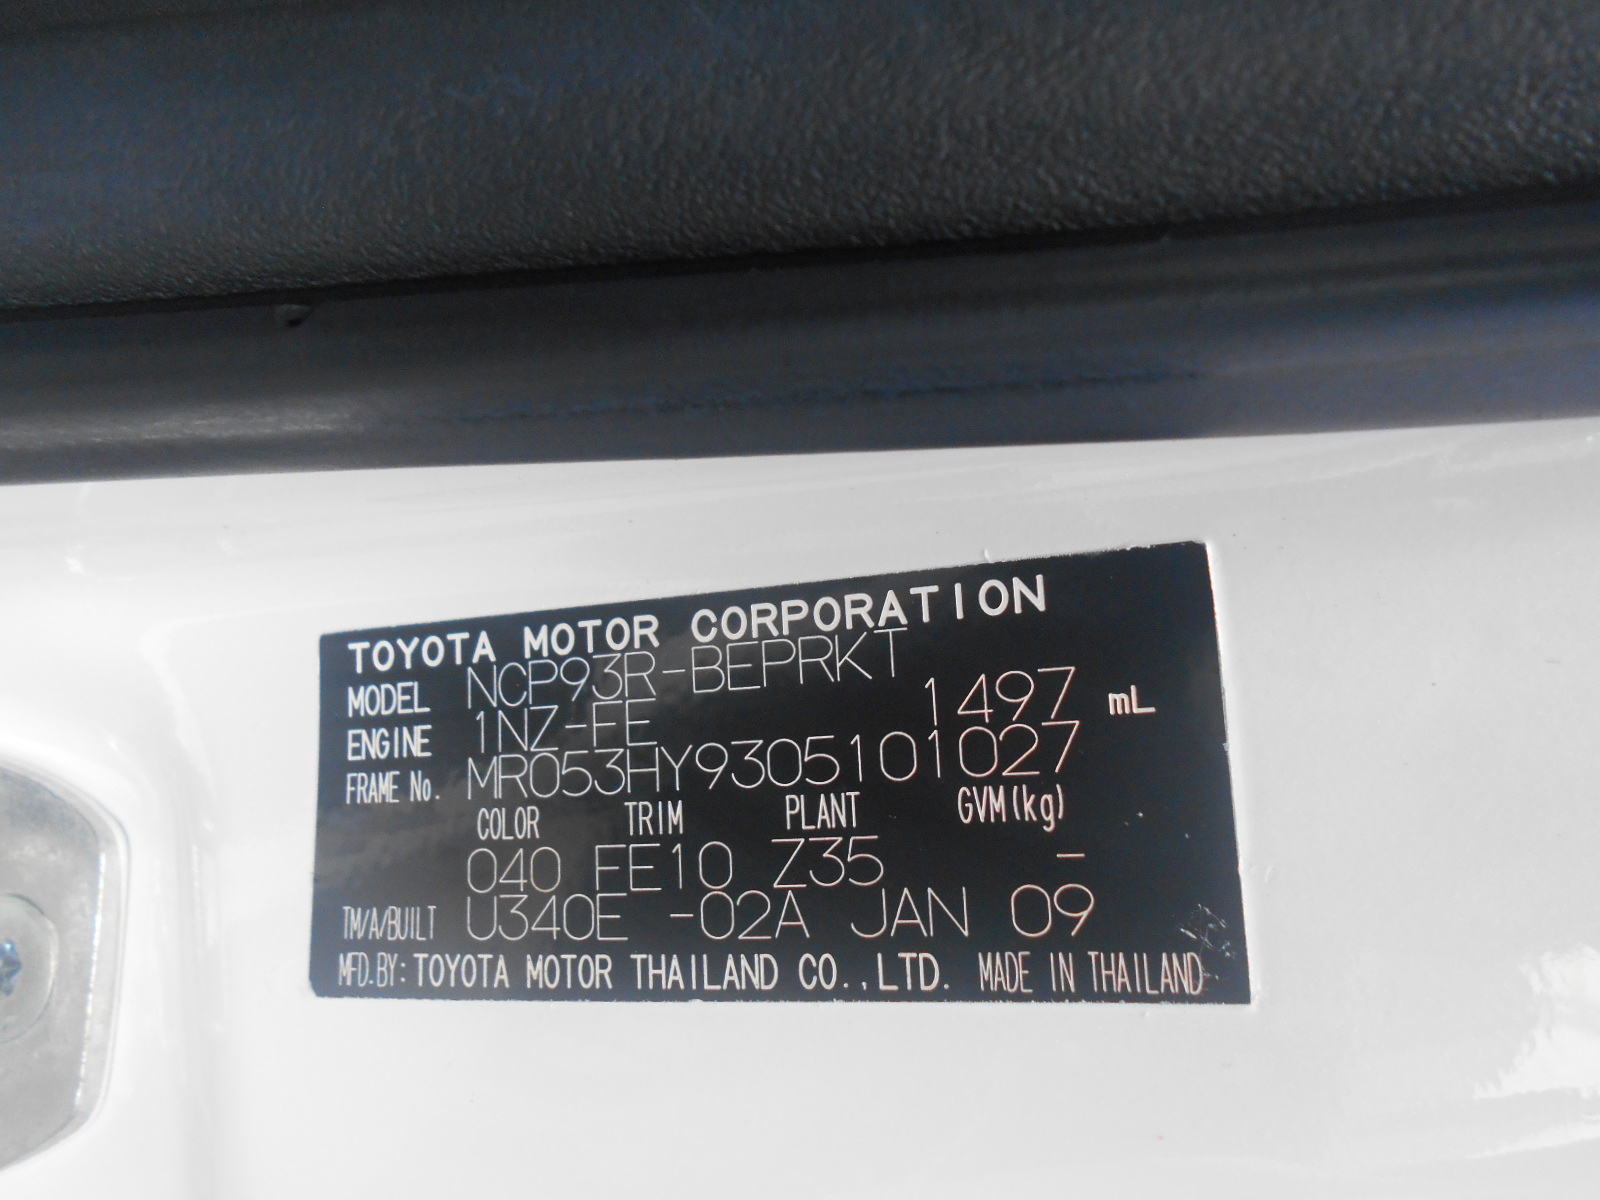 TOYOTA MOTOR CORPORATION
MODEL NCP93R-BEPRKT
ENGINE 1NZ-FE 1497 mL
FRAME No. MR053HY9305101027
COLOR TRIM PLANT GVM(kg)
040 FE10 Z35 -
TM/A/BUILT U340E -02A JAN 09
MFD.BY: TOYOTA MOTOR THAILAND CO.,LTD. MADE IN THAILAND